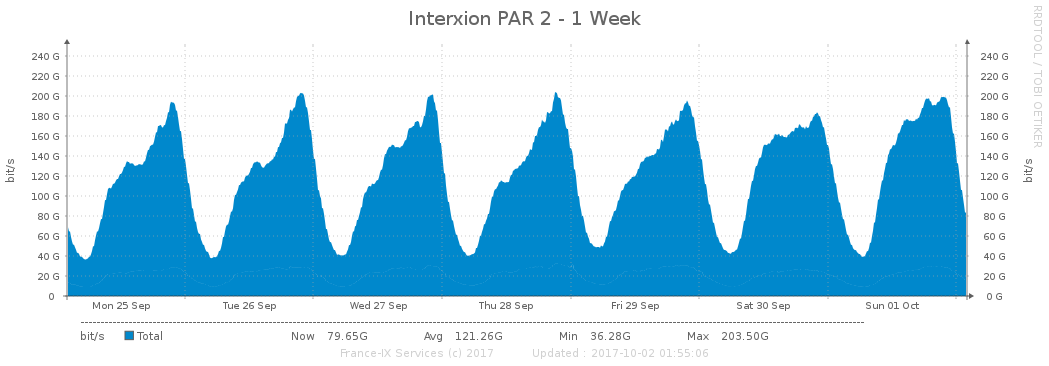 Interxion PAR 2 - 1 Week
RRDTOOL / TOBI OETIKER
bit/s
240 G 240 G
220 G 220 G
200 G 200 G
180 G 180 G
160 G 160 G
140 G 140 G
120 G 120 G
100 G 100 G
80 G 80 G
60 G 60 G
40 G 40 G
20 G 20 G
0 0 G
bit/s
Mon 25 Sep Tue 26 Sep Wed 27 Sep Thu 28 Sep Fri 29 Sep Sat 30 Sep Sun 01 Oct
bit/s Total Now 79.65G Avg 121.26G Min 36.28G Max 203.50G
France-IX Services (c) 2017 Updated : 2017-10-02 01:55:06